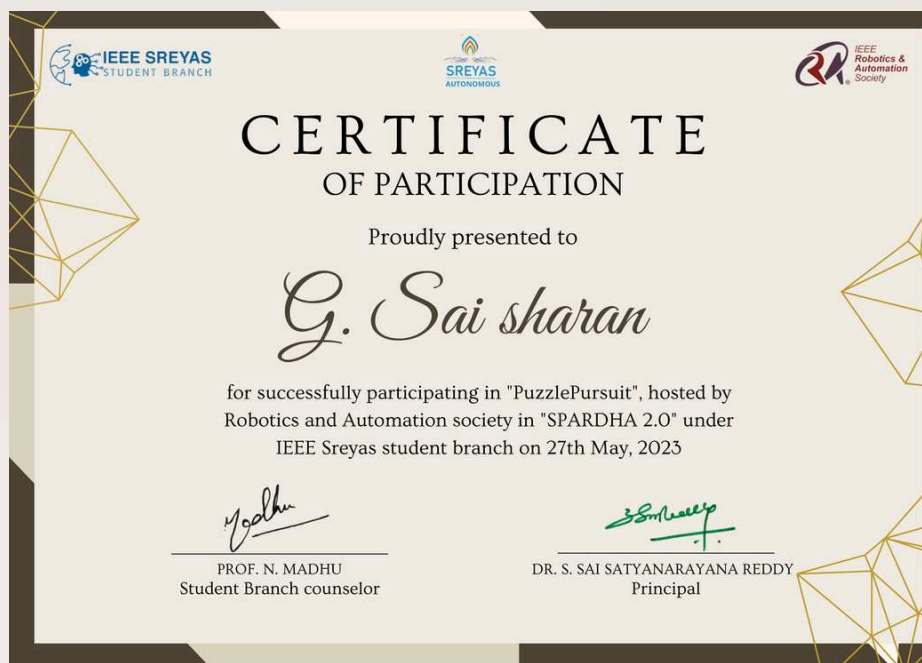 IEEE SREYAS
STUDENT BRANCH
SREYAS
AUTONOMOUS
IEEE
Robotics &
Automation
Society
CERTIFICATE
OF PARTICIPATION
Proudly presented to
G. Sai sharan
for successfully participating in "PuzzlePursuit", hosted by
Robotics and Automation society in "SPARDHA 2.0" under
IEEE Sreyas student branch on 27th May, 2023
Madhu
PROF. N. MADHU
Student Branch counselor
DR. S. SAI SATYANARAYANA REDDY
Principal